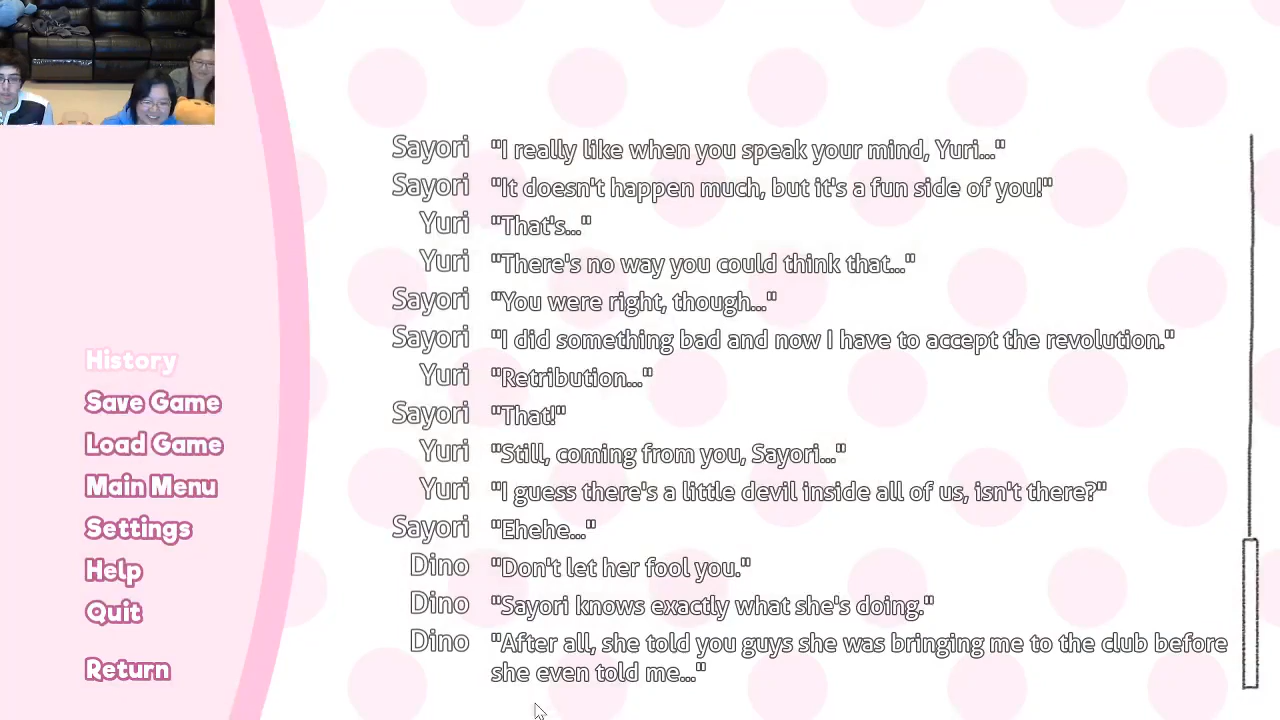 Sayori "I really like when you speak your mind, Yuri..."
Sayori "It doesn't happen much, but it's a fun side of you!"
Yuri "That's..."
Yuri "There's no way you could think that..."
Sayori "You were right, though..."
Sayori "I did something bad and now I have to accept the revolution."
Yuri "Retribution..."
Sayori "That!"
Yuri "Still, coming from you, Sayori..."
Yuri "I guess there's a little devil inside all of us, isn't there?"
Sayori "Ehehe..."
Dino "Don't let her fool you."
Dino "Sayori knows exactly what she's doing."
Dino "After all, she told you guys she was bringing me to the club before
she even told me..."
History
Save Game
Load Game
Main Menu
Settings
Help
Quit
Return